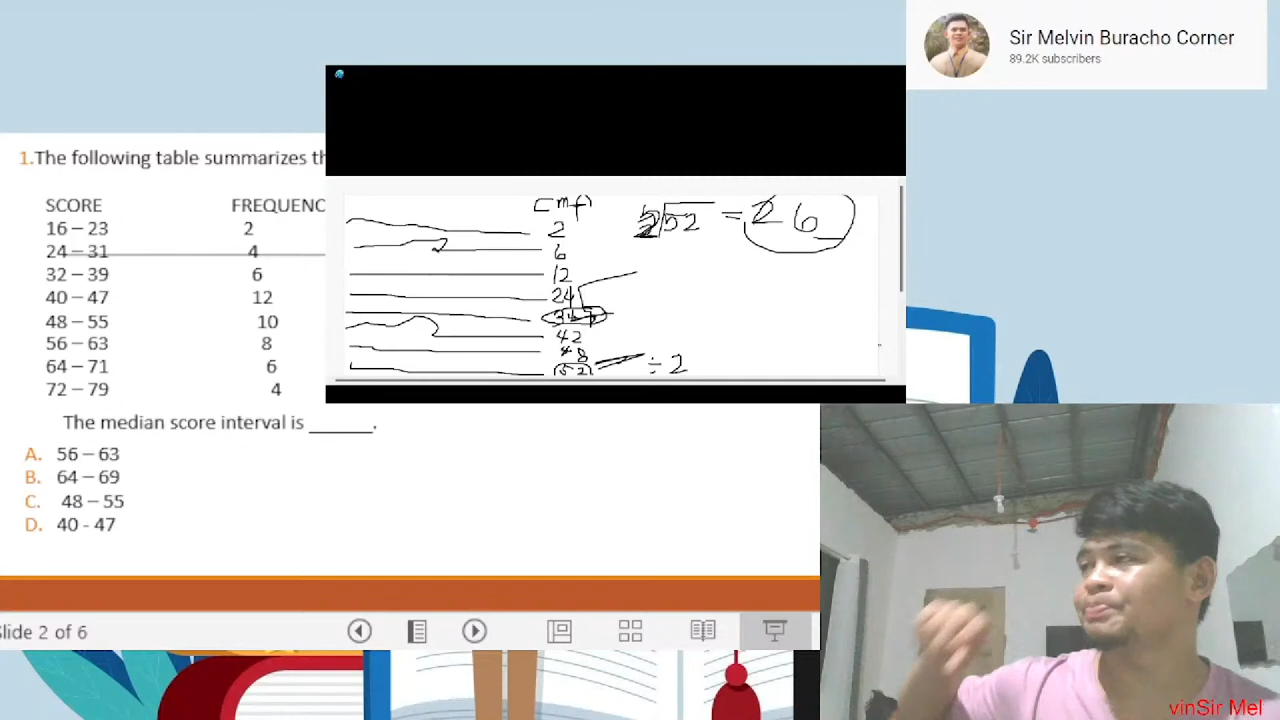 Sir Melvin Buracho Corner
89.2K subscribers
1.The following table summarizes th
SCORE FREQUENC
16 – 23 2
24 – 31 4
32 – 39 6
40 – 47 12
48 – 55 10
56 – 63 8
64 – 71 6
72 – 79 4
The median score interval is ______.
A. 56 – 63
B. 64 – 69
C. 48 – 55
D. 40 - 47
Cmf
2
6
12
24
42
48
52 ÷ 2
52 = 26
Slide 2 of 6
vinSir Mel